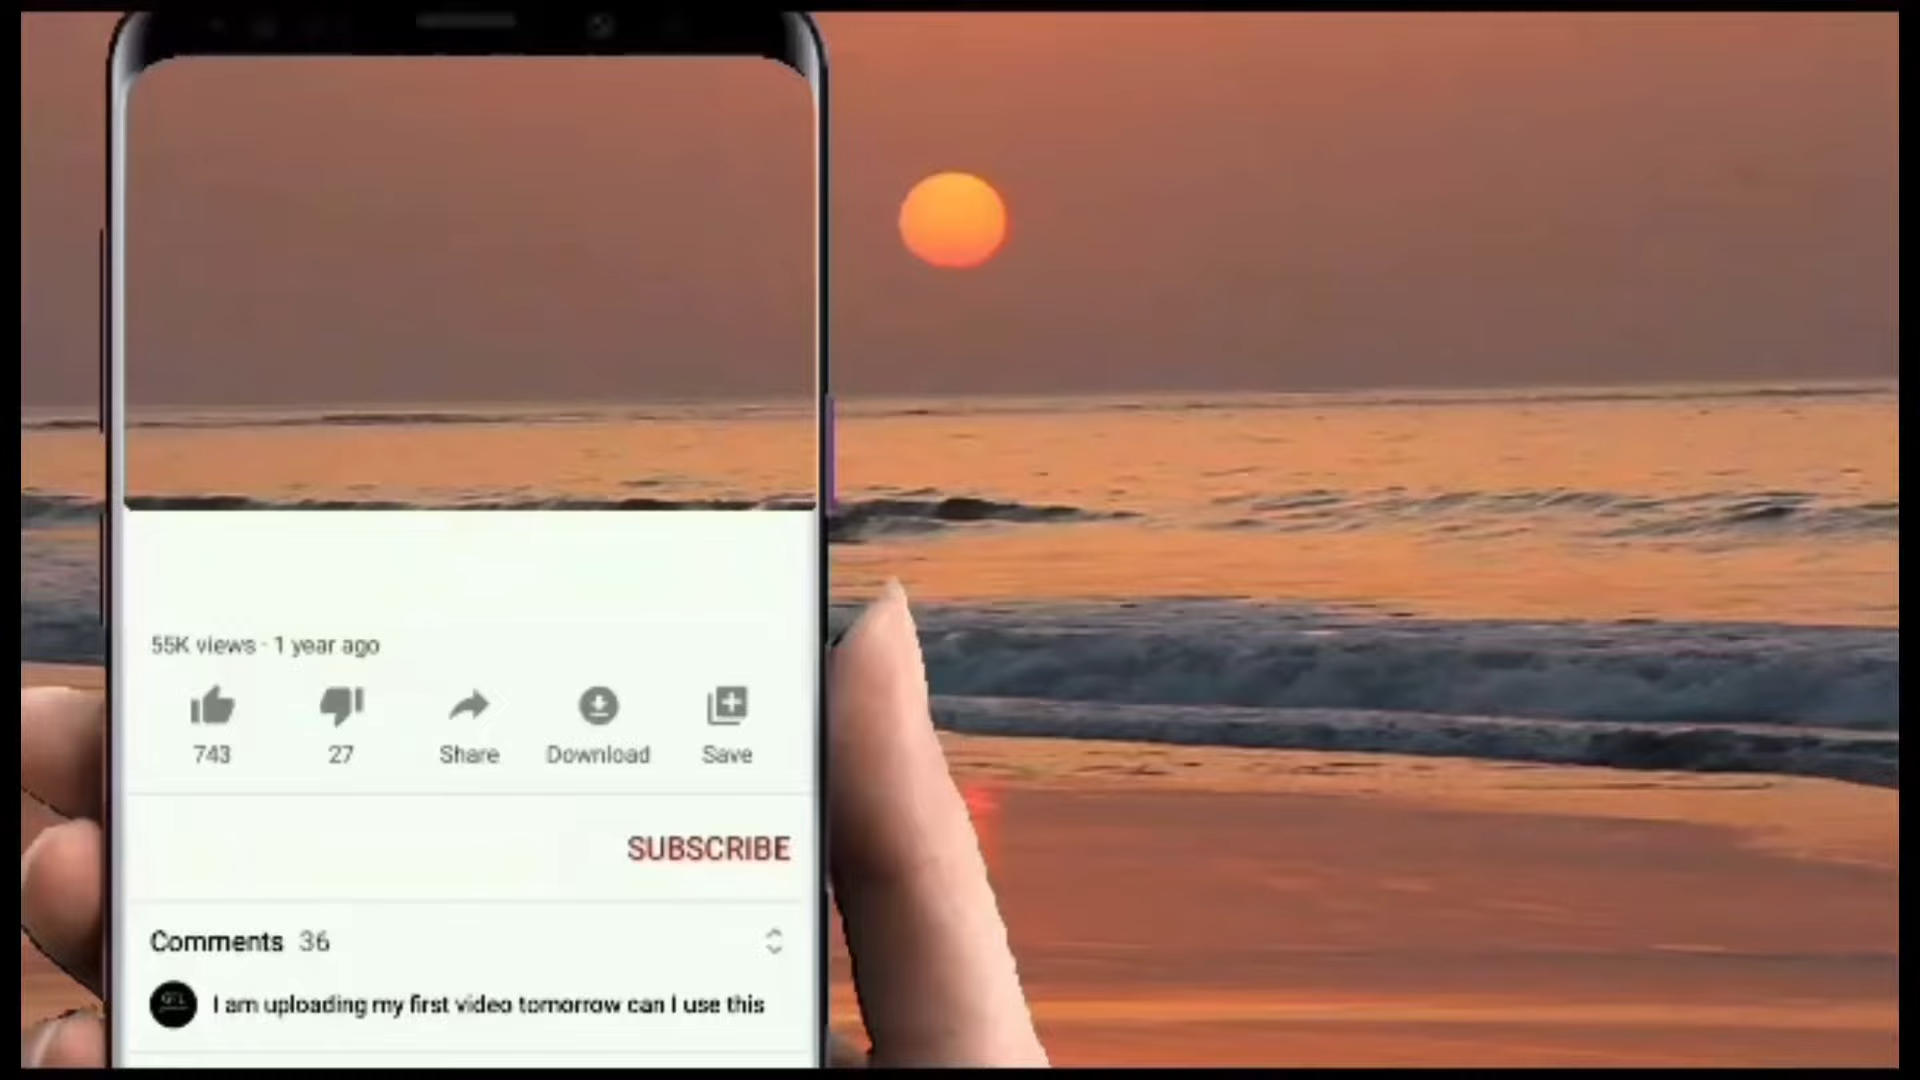 55K views · 1 year ago
743 27 Share Download Save
SUBSCRIBE
Comments 36
I am uploading my first video tomorrow can I use this